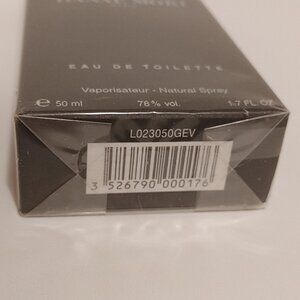 EAU DE TOILETTE
Vaporisateur - Natural Spray
e 50 ml 78% vol. 1.7 FL. OZ
L023050GEV
3 526790 000176